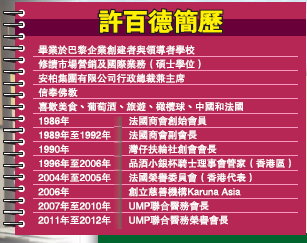 許百德簡歷
畢業於巴黎企業創建者與領導者學校
修讀市場營銷及國際業務（碩士學位）
安柏集團有限公司行政總裁兼主席
信奉佛教
喜歡美食、葡萄酒、旅遊、橄欖球、中國和法國
1986年 法國商會創始會員
1989年至1992年 法國商會副會長
1990年 灣仔扶輪社創會會長
1996年至2006年 品酒小銀杯騎士理事會管家（香港區）
2004年至2005年 法國榮譽委員會（香港代表）
2006年 創立慈善機構Karuna Asia
2007年至2010年 UMP聯合醫務會長
2011年至2012年 UMP聯合醫務榮譽會長